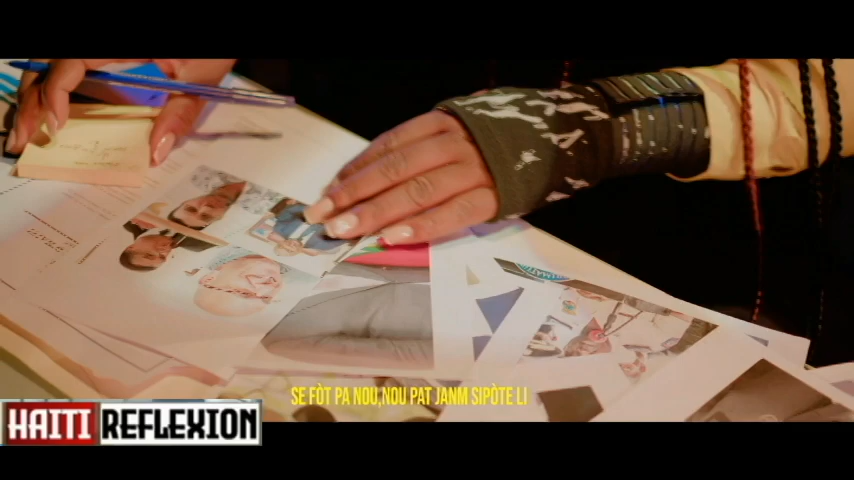 SE FÒT PA NOU,NOU PAT JANM SIPÒTE LI
HAITI REFLEXION